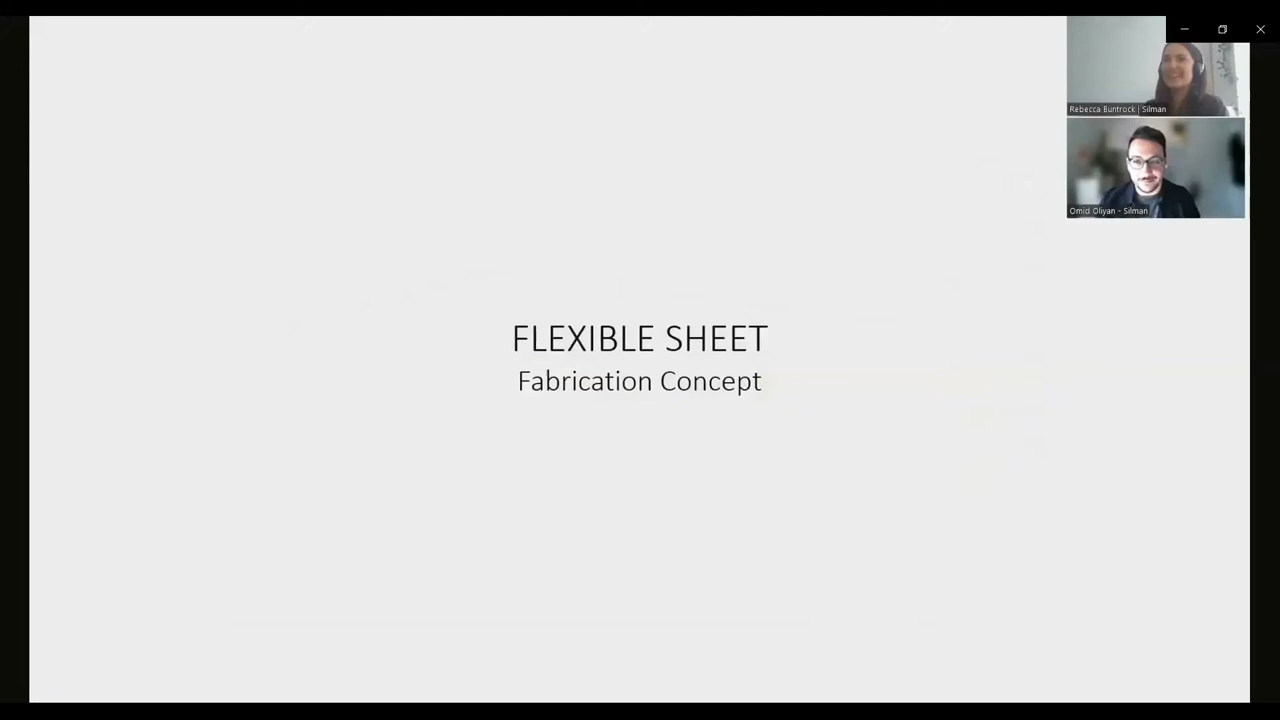 Rebecca Buntrock | Silman
Omid Oliyan - Silman
FLEXIBLE SHEET
Fabrication Concept